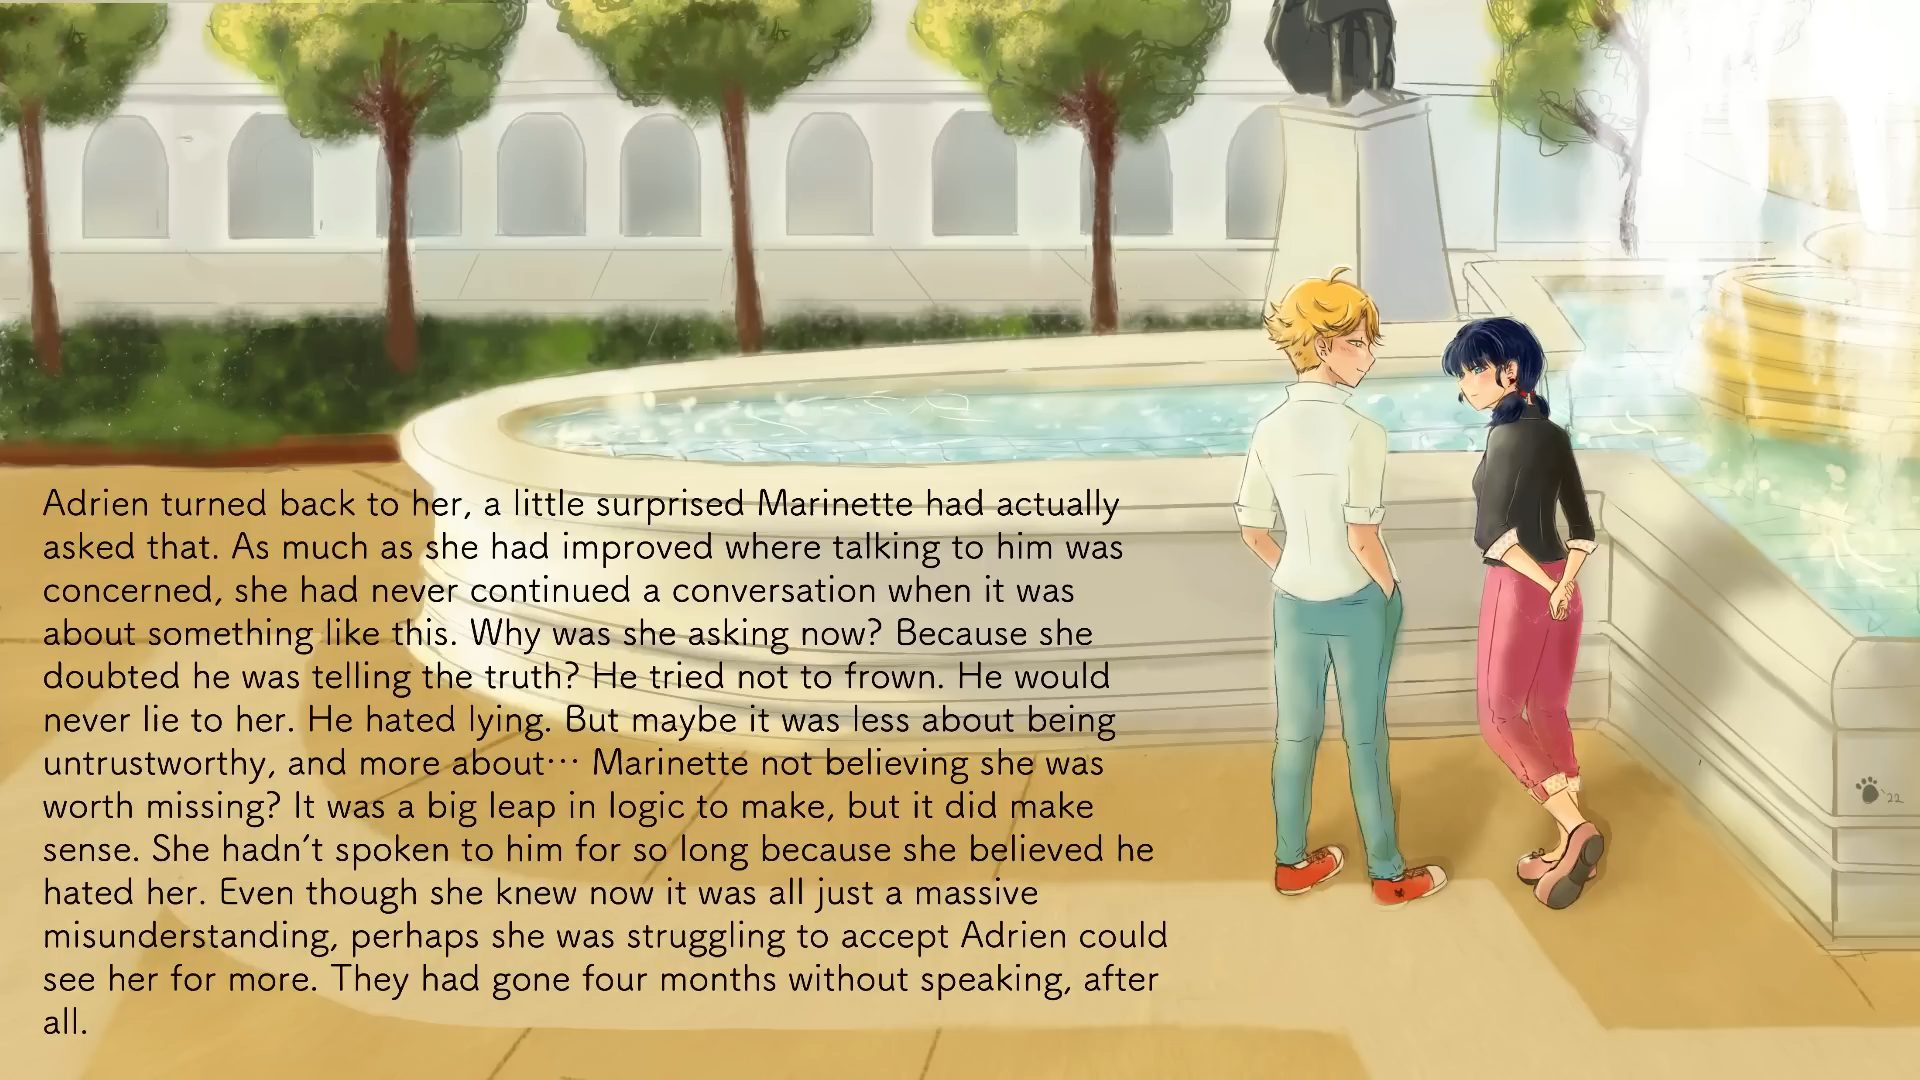 Adrien turned back to her, a little surprised Marinette had actually
asked that. As much as she had improved where talking to him was
concerned, she had never continued a conversation when it was
about something like this. Why was she asking now? Because she
doubted he was telling the truth? He tried not to frown. He would
never lie to her. He hated lying. But maybe it was less about being
untrustworthy, and more about··· Marinette not believing she was
worth missing? It was a big leap in logic to make, but it did make
sense. She hadn't spoken to him for so long because she believed he
hated her. Even though she knew now it was all just a massive
misunderstanding, perhaps she was struggling to accept Adrien could
see her for more. They had gone four months without speaking, after
all.
'22